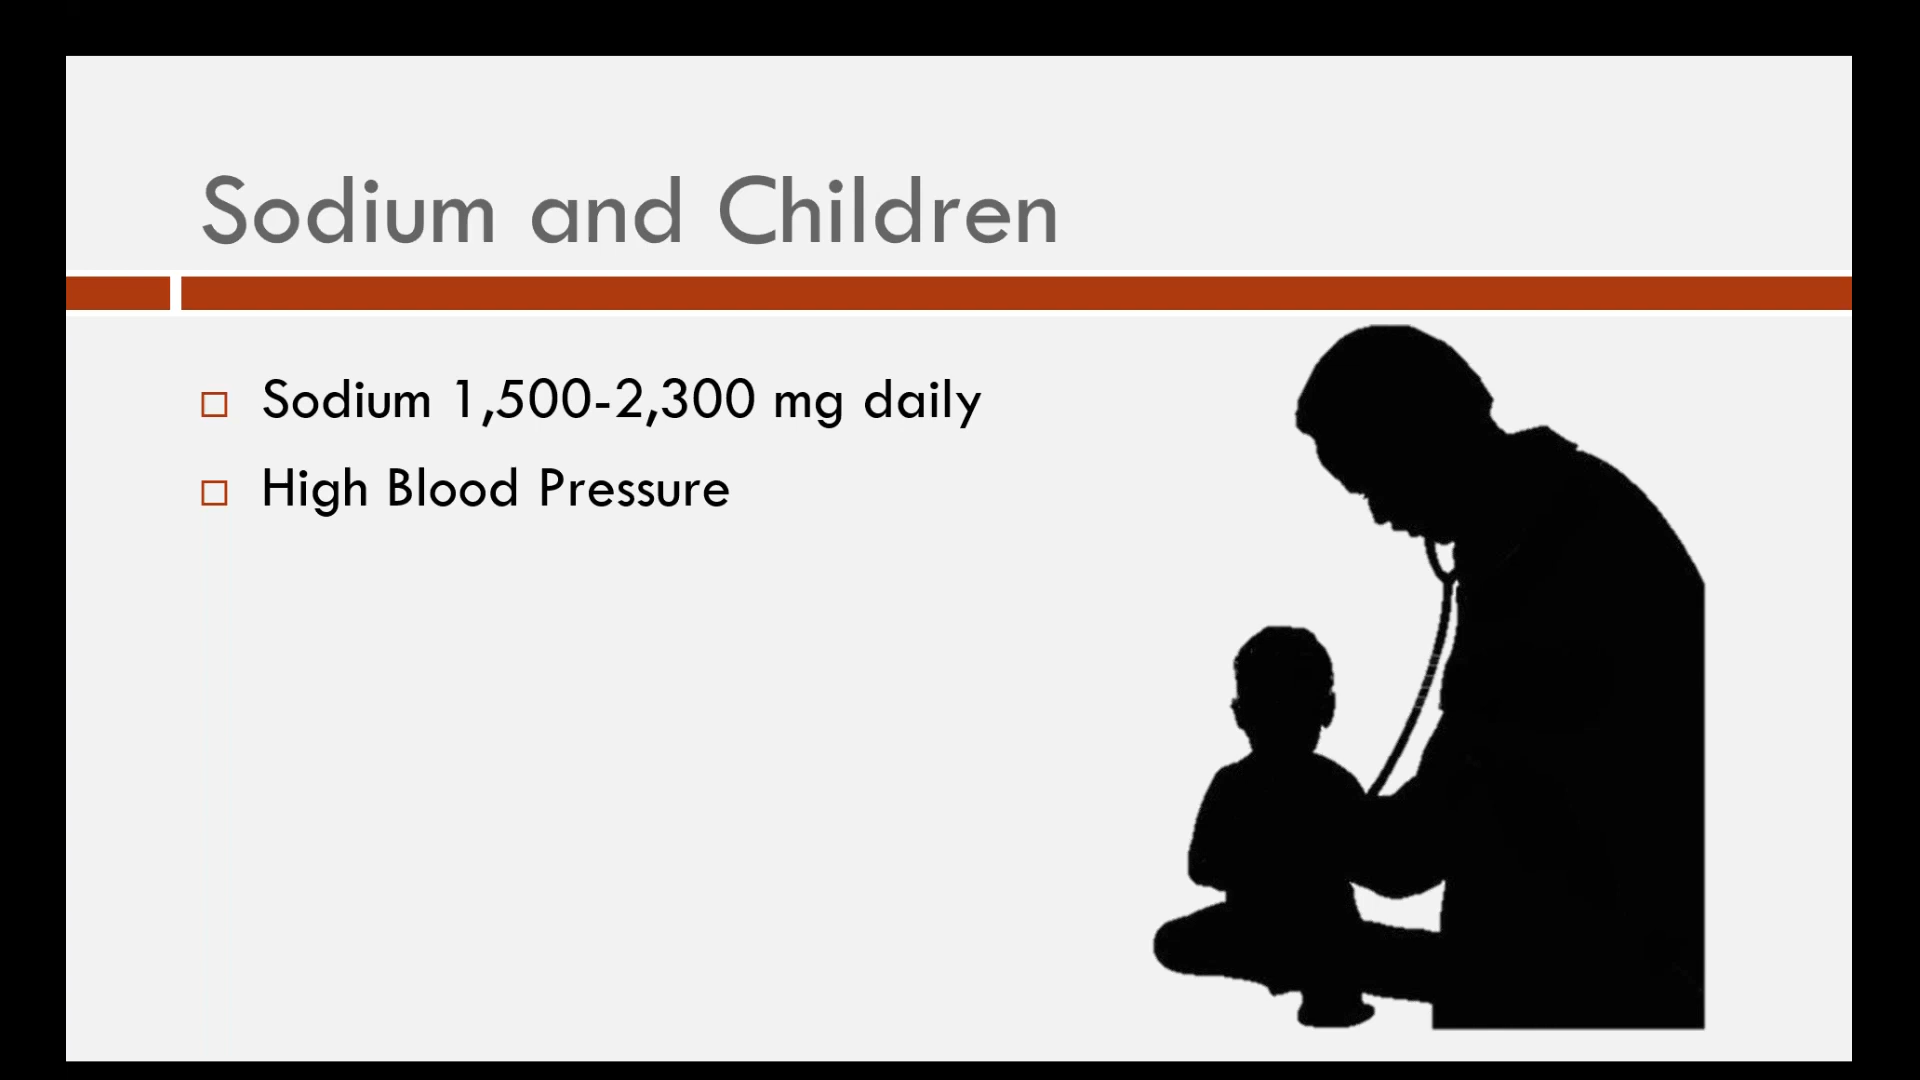 Sodium and Children
Sodium 1,500-2,300 mg daily
High Blood Pressure